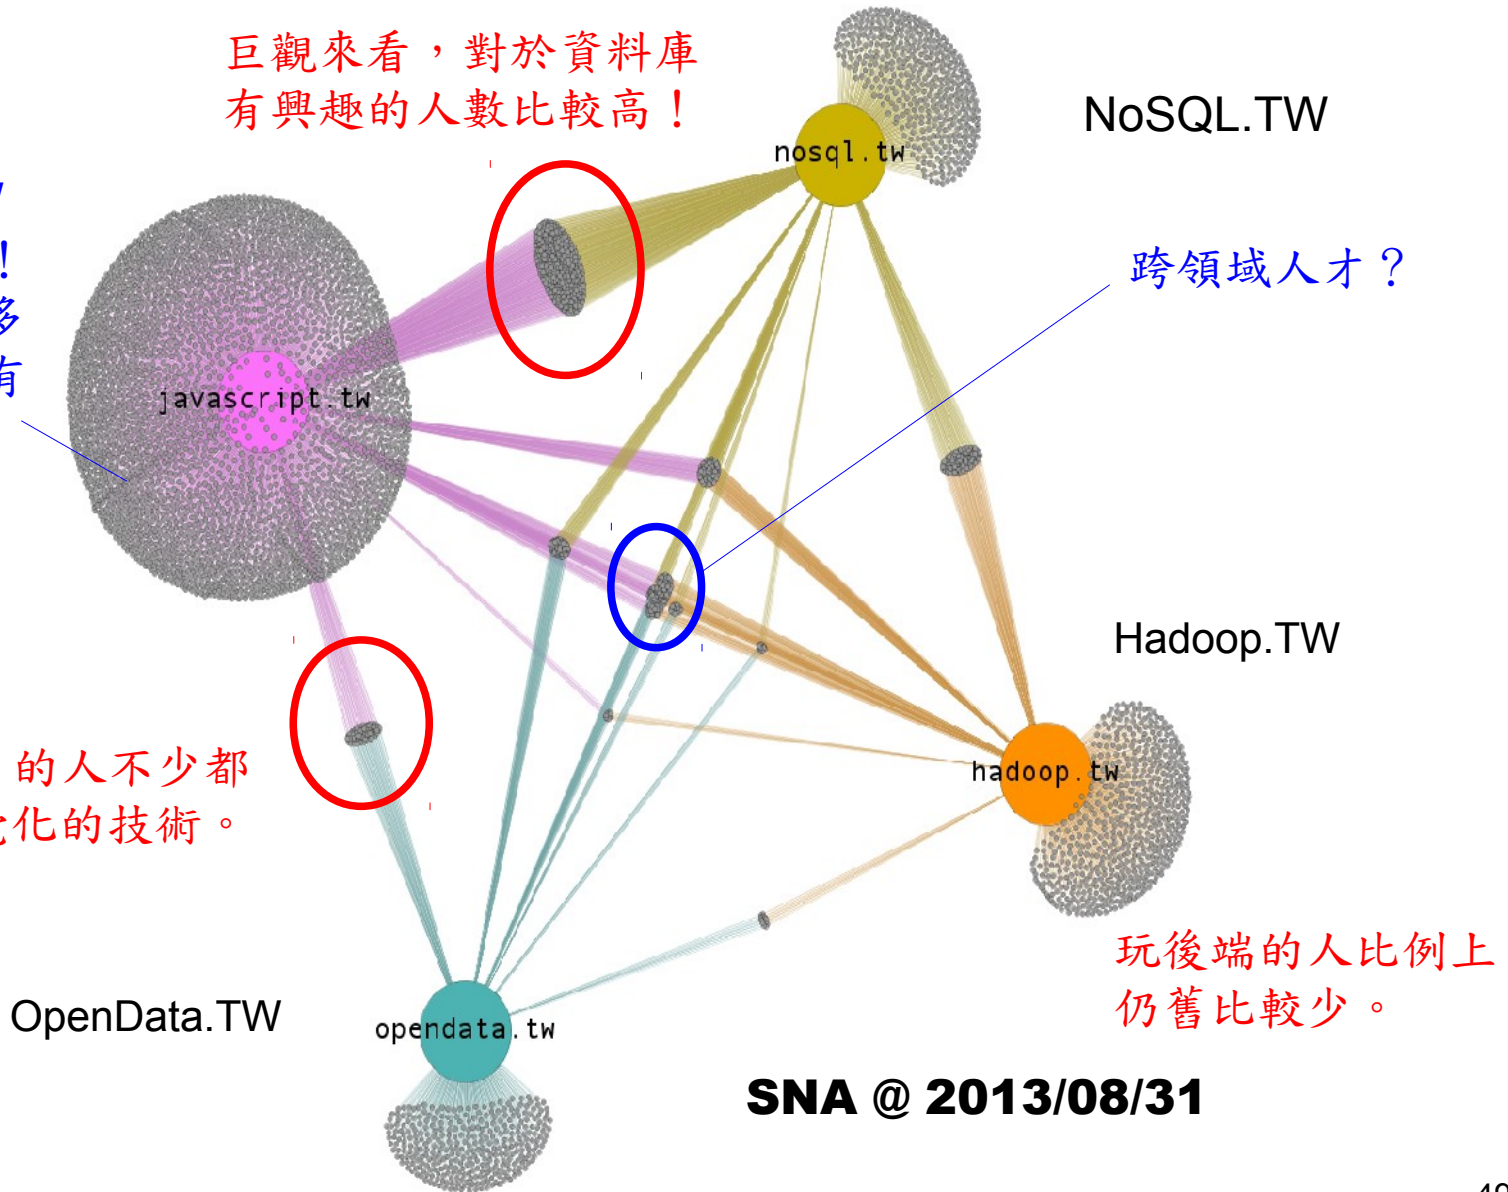 巨觀來看，對於資料庫
有興趣的人數比較高！
NoSQL.TW
nosql.tw
！
多
有
跨領域人才？
javascript.tw
Hadoop.TW
hadoop.tw
的人不少都
化的技術。
玩後端的人比例上
仍舊比較少。
OpenData.TW
opendata.tw
SNA @ 2013/08/31